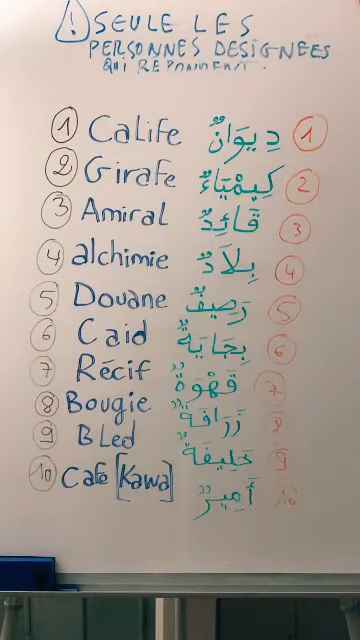 ! SEULE LES
PERSONNES DESIGNEES
QUI REPONDENT.
1 Calife دِيوَانٌ 1
2 Girafe كِيمْيَاءٌ 2
3 Amiral قَائِدٌ 3
4 alchimie بِلَادٌ 4
5 Douane رَصِيفٌ 5
6 Caid بِجَايَةٌ 6
7 Récif قَهْوَةٌ 7
8 Bougie زَرَافَةٌ 8
9 BLed خَلِيفَةٌ 9
10 Café [Kawa] أَمِيرٌ 10